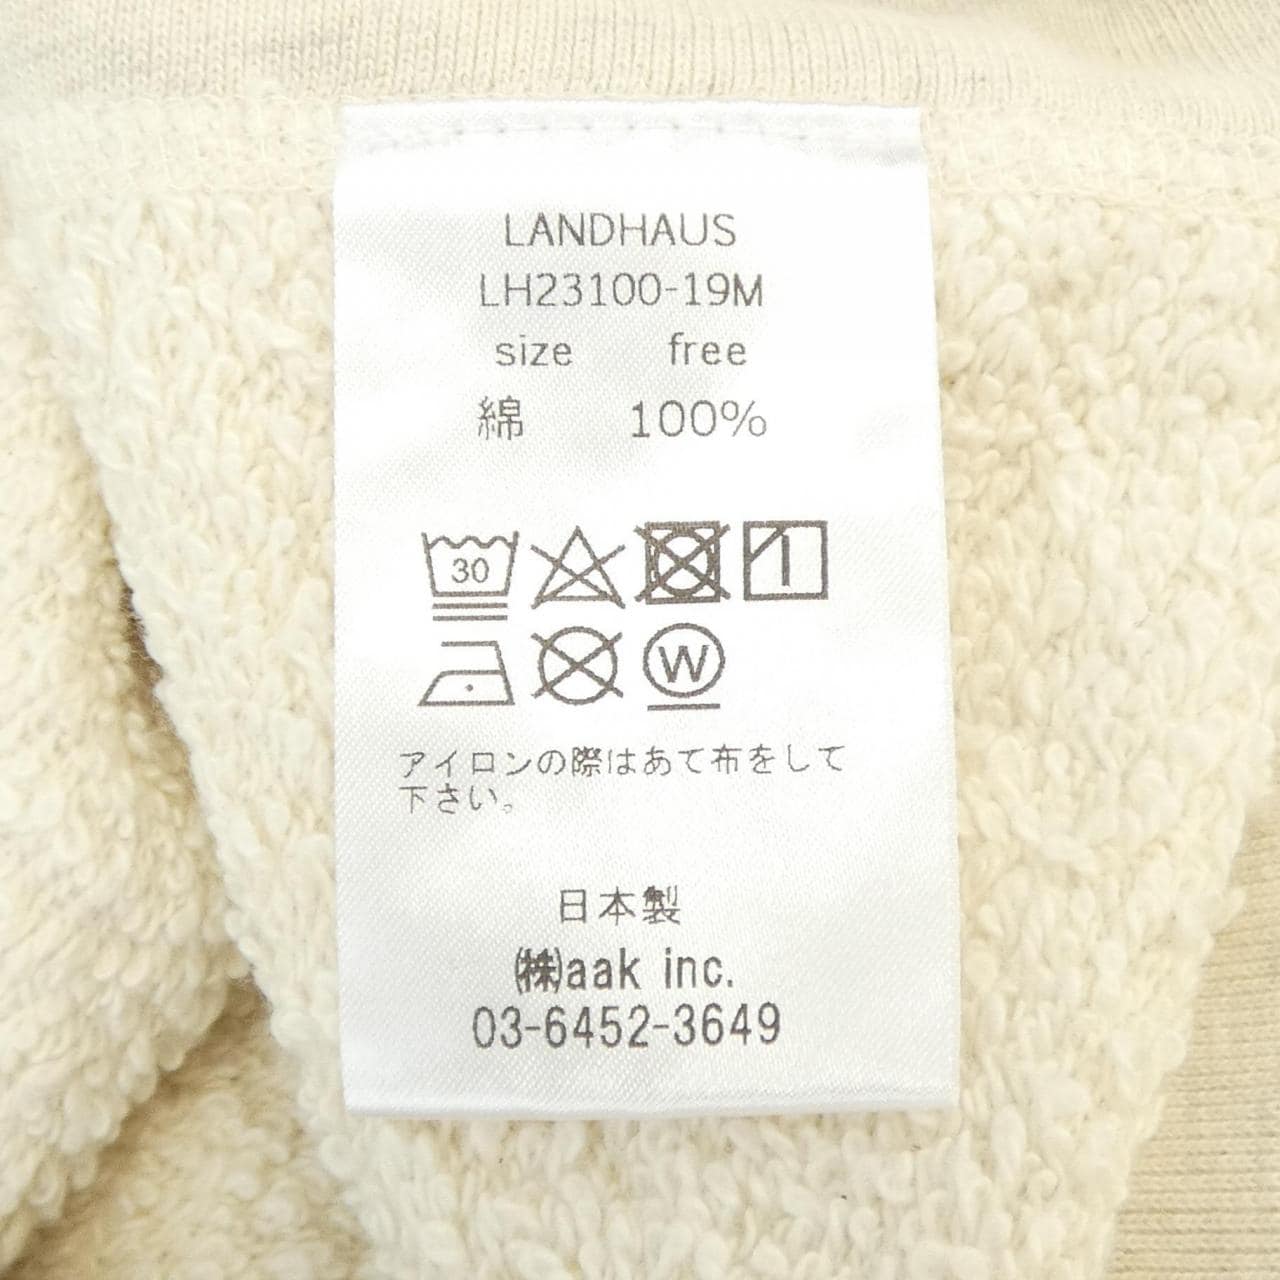 LANDHAUS
LH23100-19M
size free
綿 100%
30
W
アイロンの際はあて布をして
下さい。
日本製
㈱aak inc.
03-6452-3649